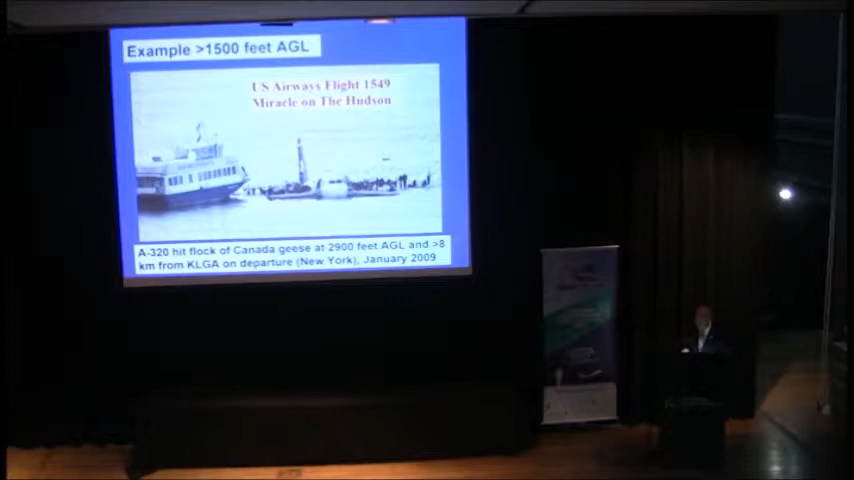 Example >1500 feet AGL
US Airways Flight 1549
Miracle on The Hudson
A-320 hit flock of Canada geese at 2900 feet AGL and >8
km from KLGA on departure (New York), January 2009